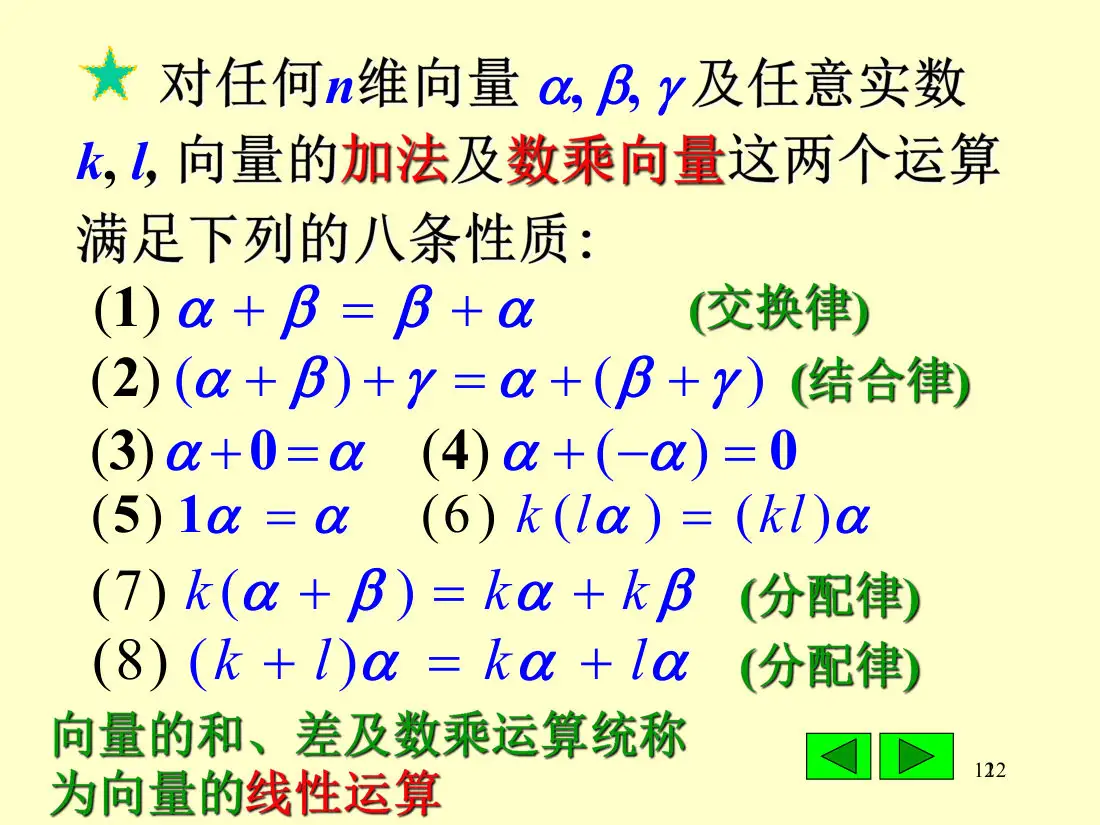 对任何n维向量 α, β, γ 及任意实数
k, l, 向量的加法及数乘向量这两个运算
满足下列的八条性质:
(1) α + β = β + α (交换律)
(2) (α + β) + γ = α + (β + γ) (结合律)
(3) α + 0 = α (4) α + (−α) = 0
(5) 1α = α (6) k(lα) = (kl)α
(7) k(α + β) = kα + kβ (分配律)
(8) (k + l)α = kα + lα (分配律)
向量的和、差及数乘运算统称
为向量的线性运算